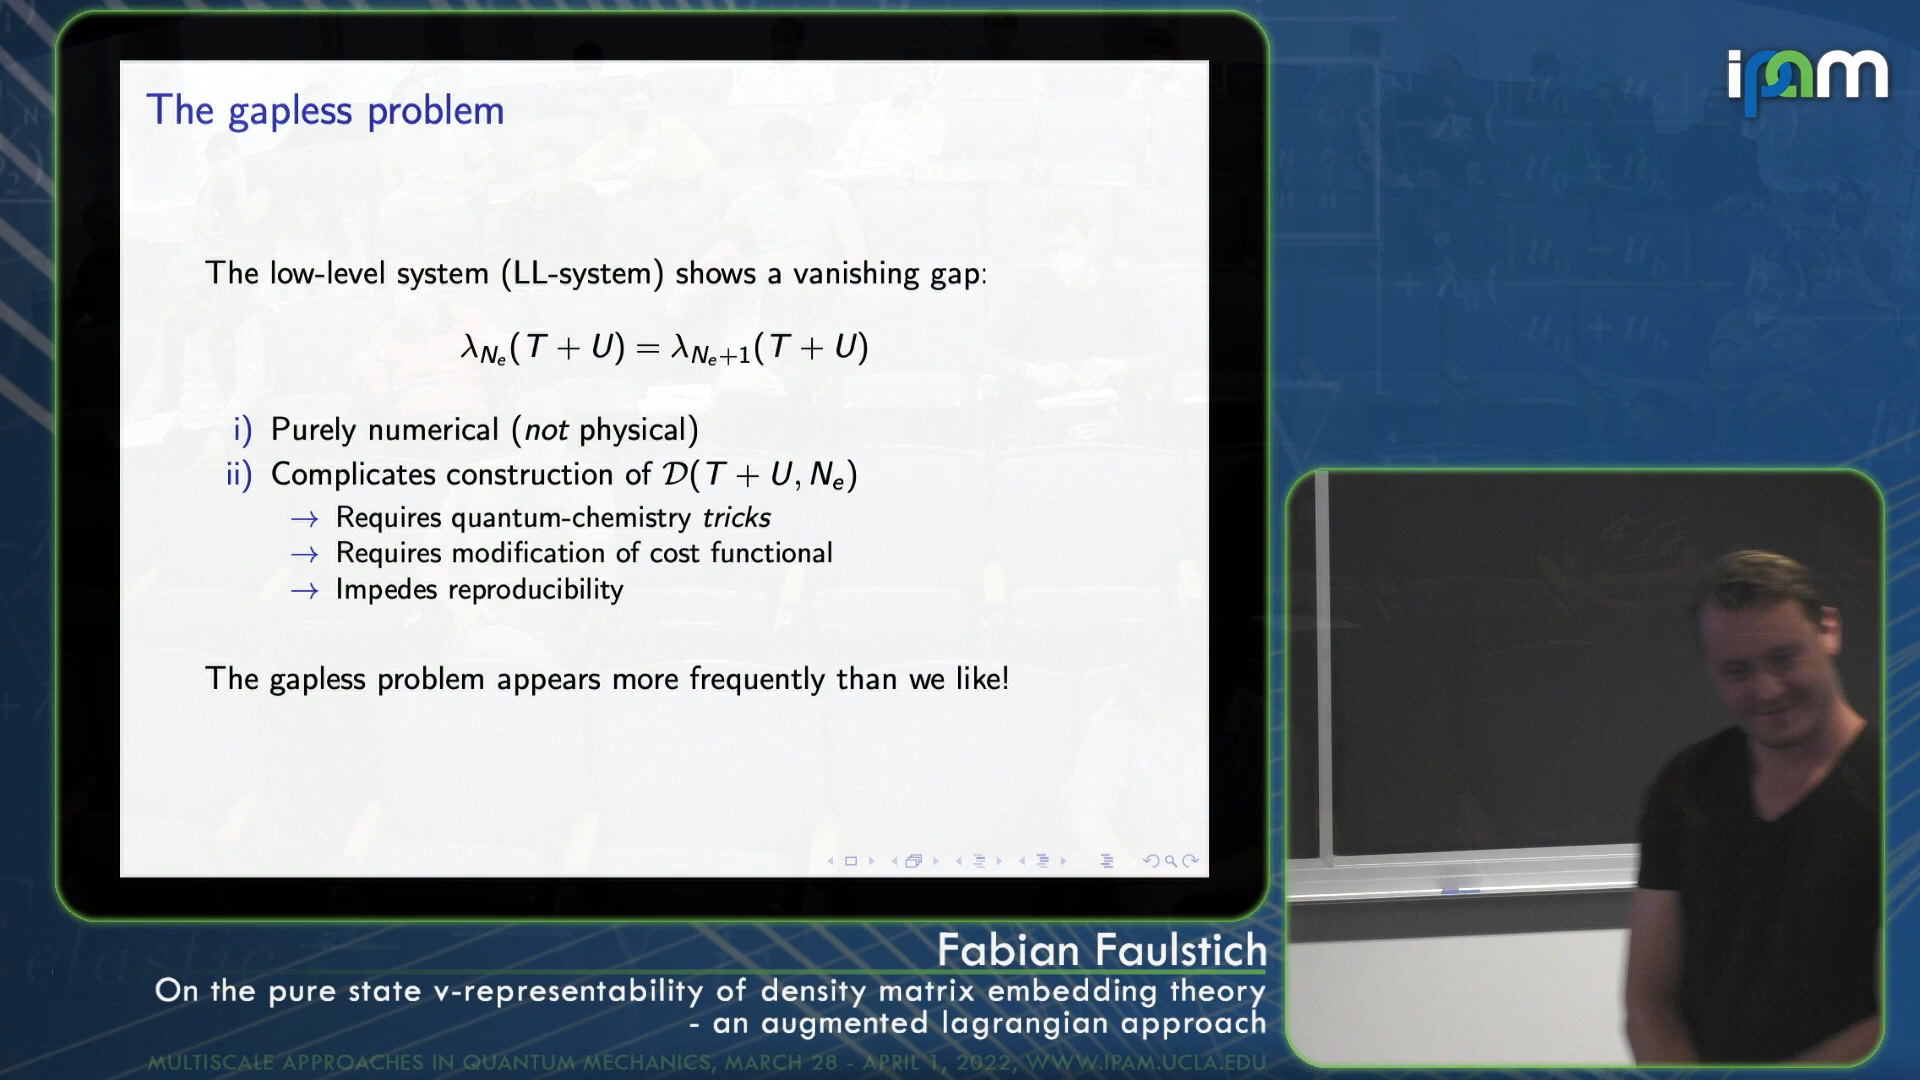 The gapless problem
ipam
The low-level system (LL-system) shows a vanishing gap:
λ_{N_e}(T + U) = λ_{N_e+1}(T + U)
i) Purely numerical (not physical)
ii) Complicates construction of 𝒟(T + U, N_e)
→ Requires quantum-chemistry tricks
→ Requires modification of cost functional
→ Impedes reproducibility
The gapless problem appears more frequently than we like!
Fabian Faulstich
On the pure state v-representability of density matrix embedding theory
- an augmented lagrangian approach
MULTISCALE APPROACHES IN QUANTUM MECHANICS, MARCH 28 - APRIL 1, 2022, WWW.IPAM.UCLA.EDU